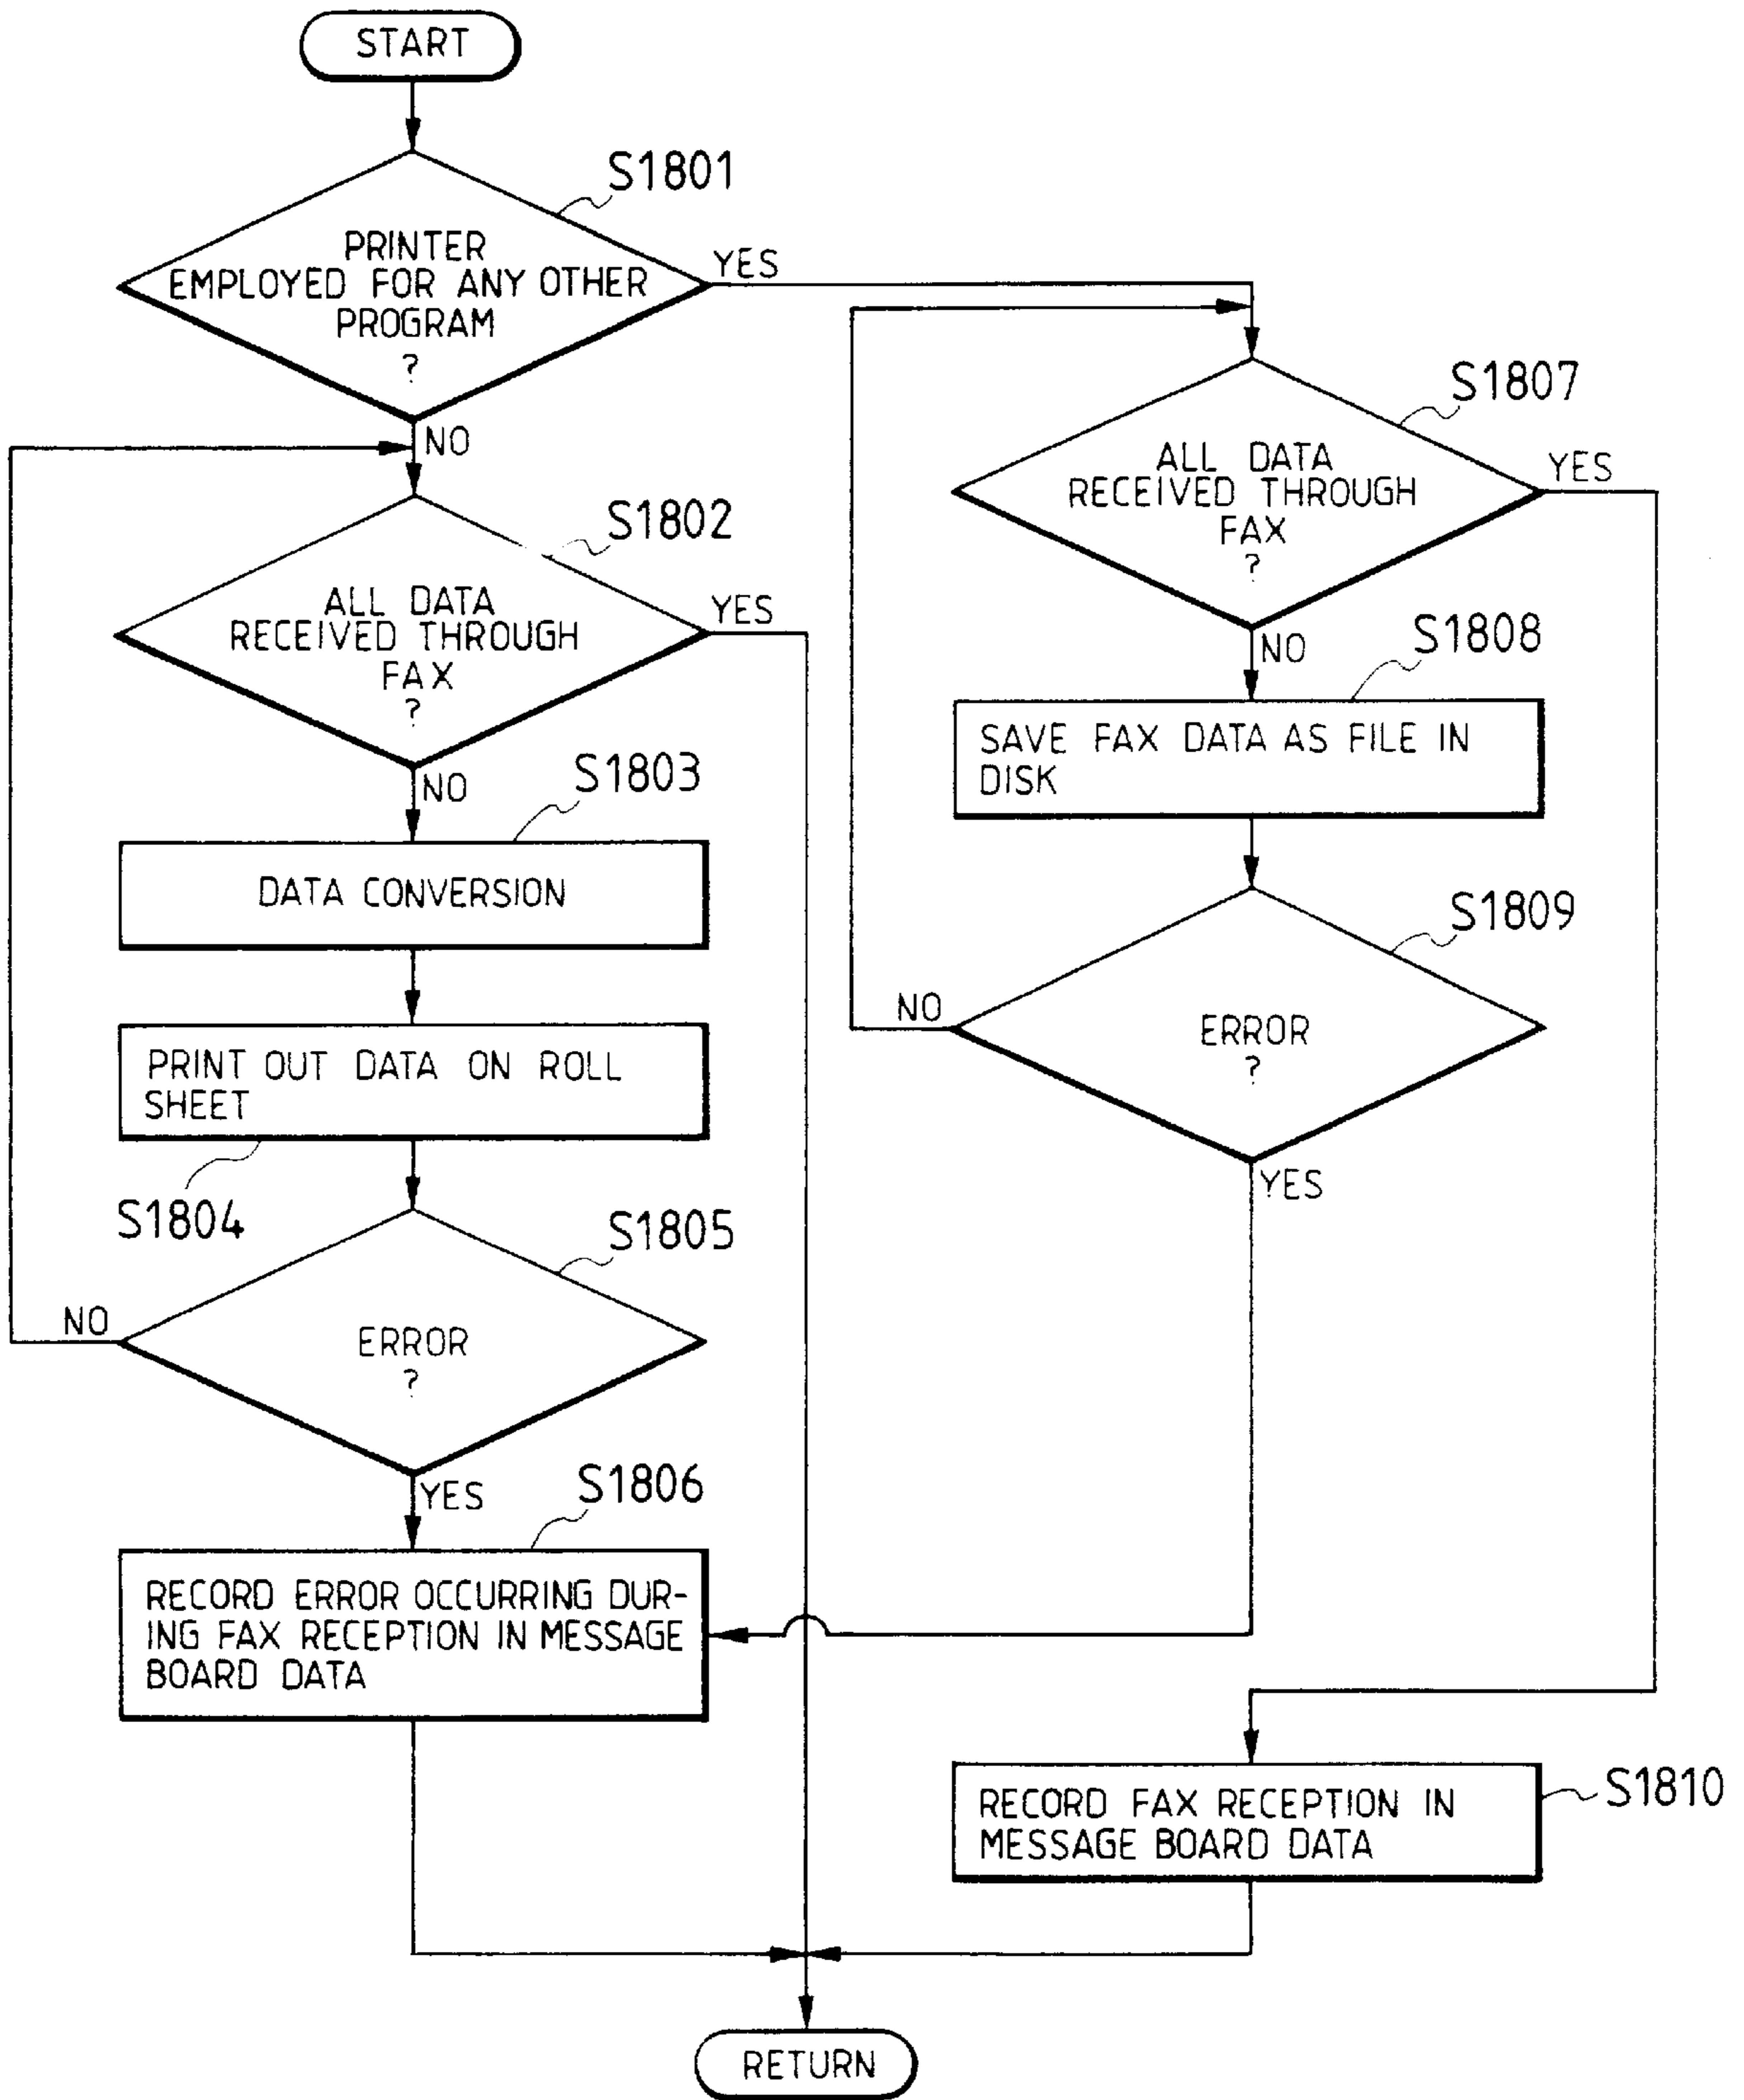 START
S1801
PRINTER
EMPLOYED FOR ANY OTHER
PROGRAM
?
YES
NO
S1802
ALL DATA
RECEIVED THROUGH
FAX
?
YES
NO
S1803
DATA CONVERSION
PRINT OUT DATA ON ROLL
SHEET
S1804
S1805
ERROR
?
NO
YES
S1806
RECORD ERROR OCCURRING DUR-
ING FAX RECEPTION IN MESSAGE
BOARD DATA
S1807
ALL DATA
RECEIVED THROUGH
FAX
?
YES
NO
S1808
SAVE FAX DATA AS FILE IN
DISK
S1809
ERROR
?
NO
YES
RECORD FAX RECEPTION IN
MESSAGE BOARD DATA
S1810
RETURN